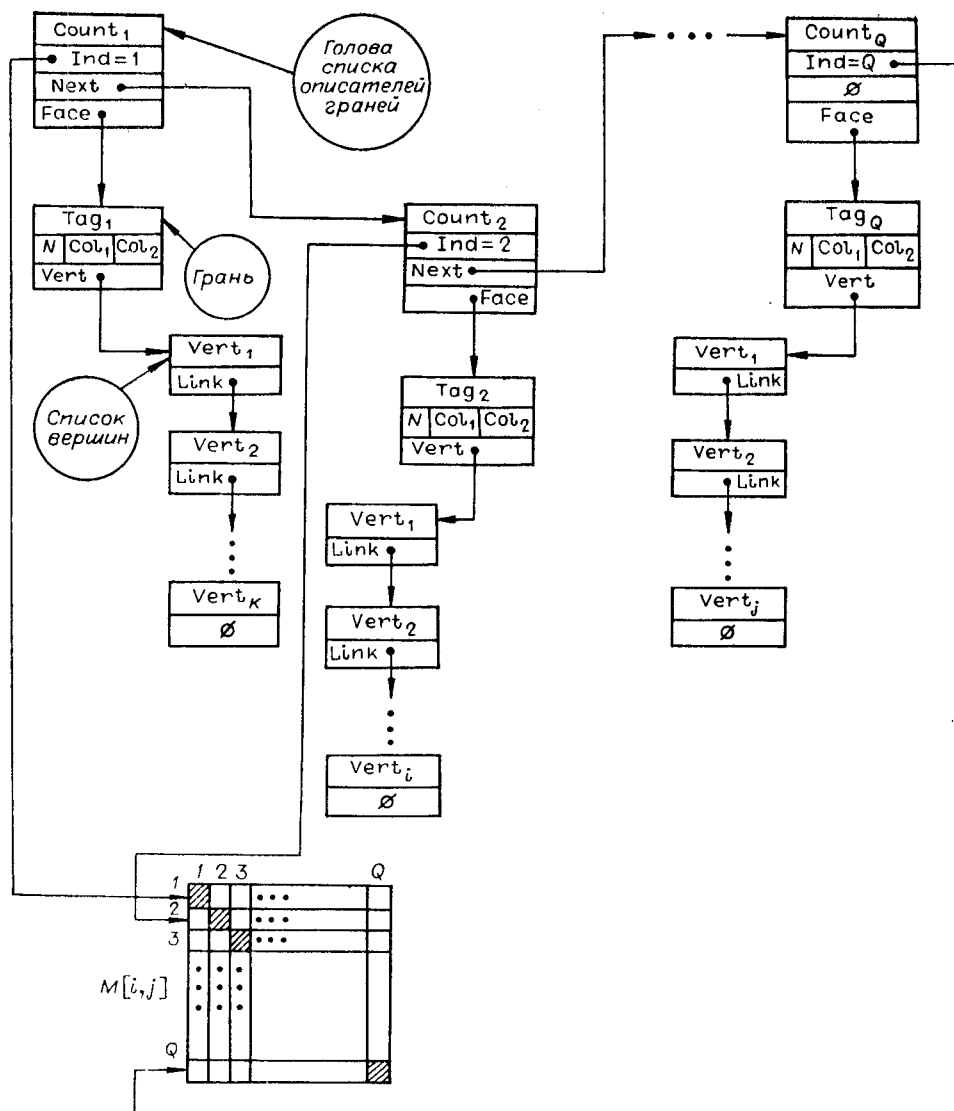 Count₁
Ind=1
Next
Face
Голова
списка
описателей
граней
Tag₁
N Col₁ Col₂
Vert
Грань
Vert₁
Link
Список
вершин
Vert₂
Link
Vertₖ
Ø
Count₂
Ind=2
Next
Face
Tag₂
N Col₁ Col₂
Vert
Vert₁
Link
Vert₂
Link
Vertᵢ
Ø
...
Count_Q
Ind=Q
Ø
Face
Tag_Q
N Col₁ Col₂
Vert
Vert₁
Link
Vert₂
Link
Vertⱼ
Ø
1 2 3 Q
1 ...
2 ...
3 ...
M[i,j]
Q